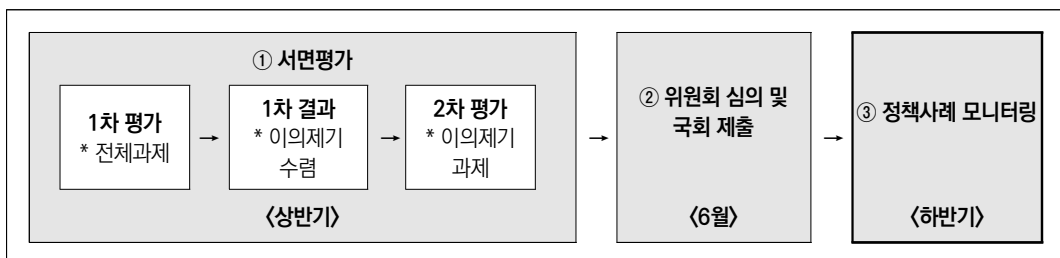 ① 서면평가
1차 평가
* 전체과제
→
1차 결과
* 이의제기
수렴
→
2차 평가
* 이의제기
과제
〈상반기〉
→
② 위원회 심의 및
국회 제출
〈6월〉
→
③ 정책사례 모니터링
〈하반기〉